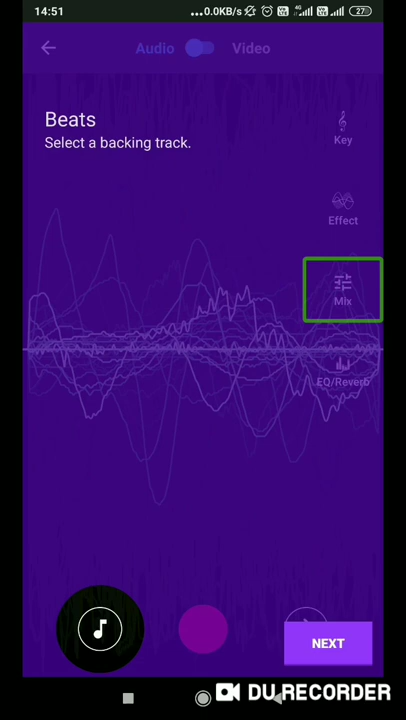 14:51
...0.0KB/s 4G 27
Audio Video
Beats
Select a backing track.
Key
Effect
Mix
EQ/Reverb
NEXT
DU RECORDER